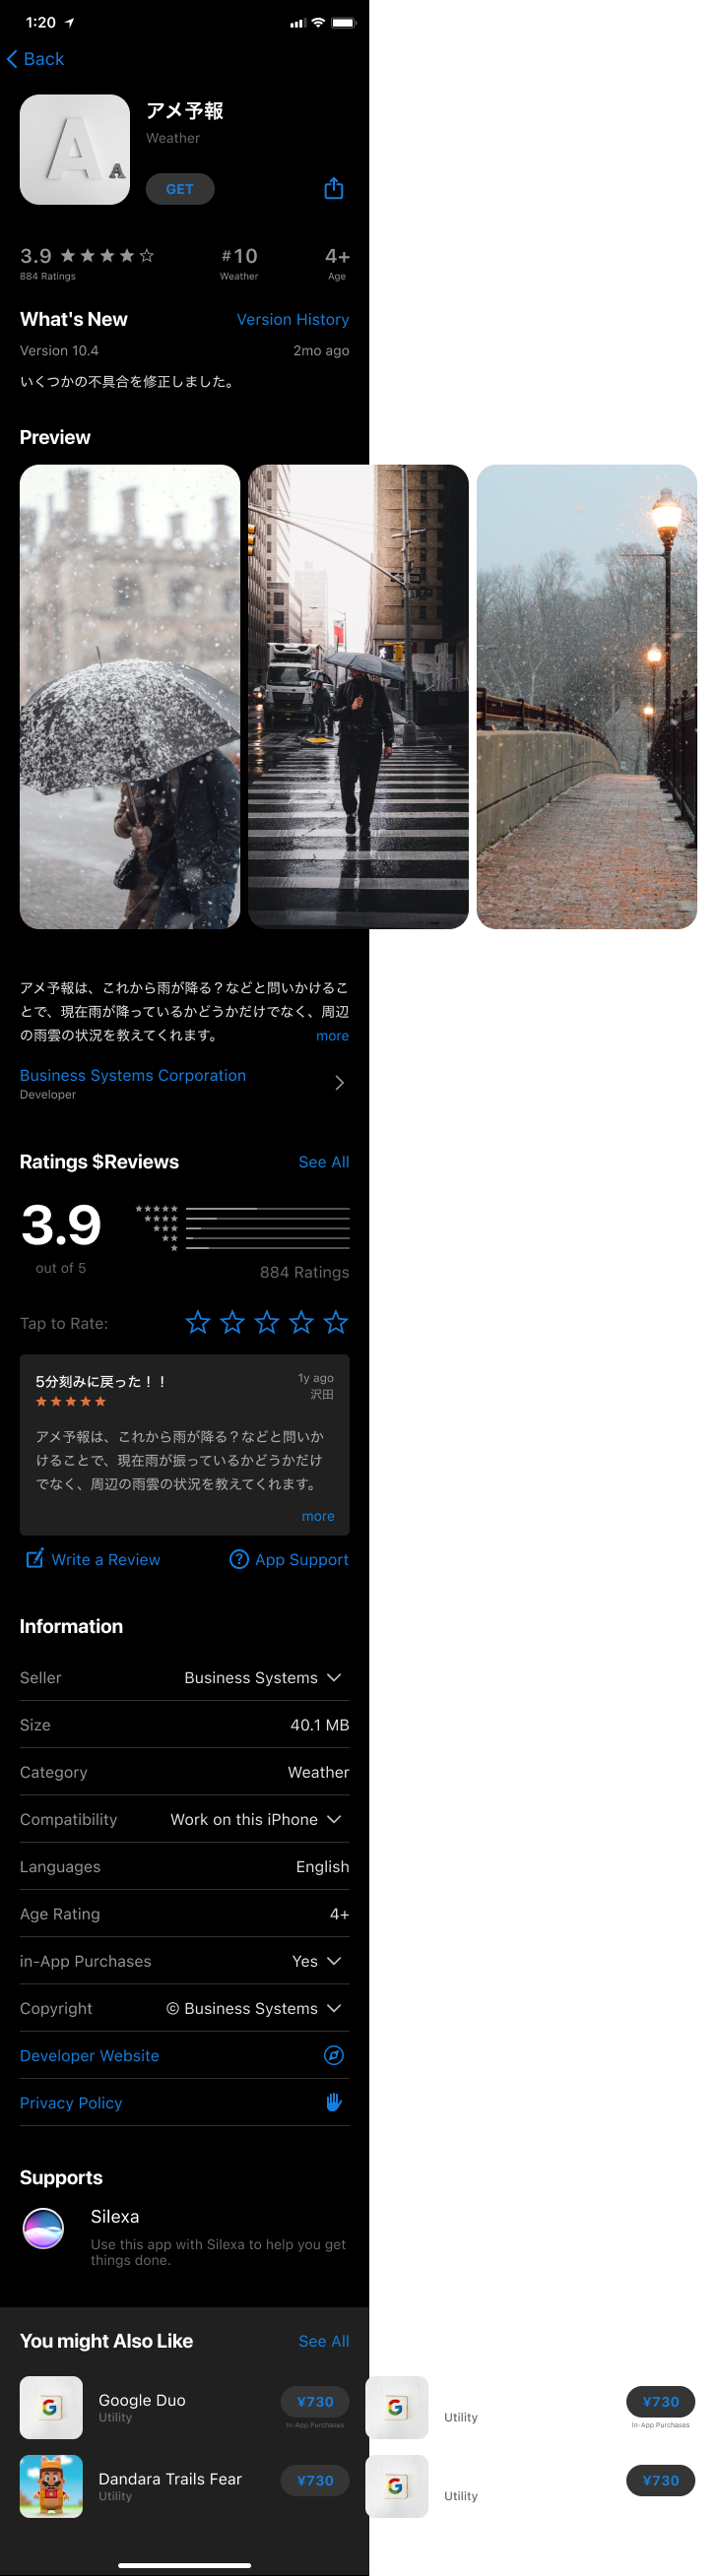 1:20
Back
アメ予報
Weather
GET
3.9
#10
4+
884 Ratings
Weather
Age
What's New
Version History
Version 10.4
2mo ago
いくつかの不具合を修正しました。
Preview
アメ予報は、これから雨が降る？などと問いかけるこ
とで、現在雨が降っているかどうかだけでなく、周辺
の雨雲の状況を教えてくれます。
more
Business Systems Corporation
Developer
Ratings $Reviews
See All
3.9
out of 5
884 Ratings
Tap to Rate:
5分刻みに戻った！！
1y ago
沢田
アメ予報は、これから雨が降る？などと問いか
けることで、現在雨が振っているかどうかだけ
でなく、周辺の雨雲の状況を教えてくれます。
more
Write a Review
App Support
Information
Seller
Business Systems
Size
40.1 MB
Category
Weather
Compatibility
Work on this iPhone
Languages
English
Age Rating
4+
in-App Purchases
Yes
Copyright
© Business Systems
Developer Website
Privacy Policy
Supports
Silexa
Use this app with Silexa to help you get
things done.
You might Also Like
See All
Google Duo
Utility
¥730
In-App Purchases
Utility
¥730
In-App Purchases
Dandara Trails Fear
Utility
¥730
Utility
¥730